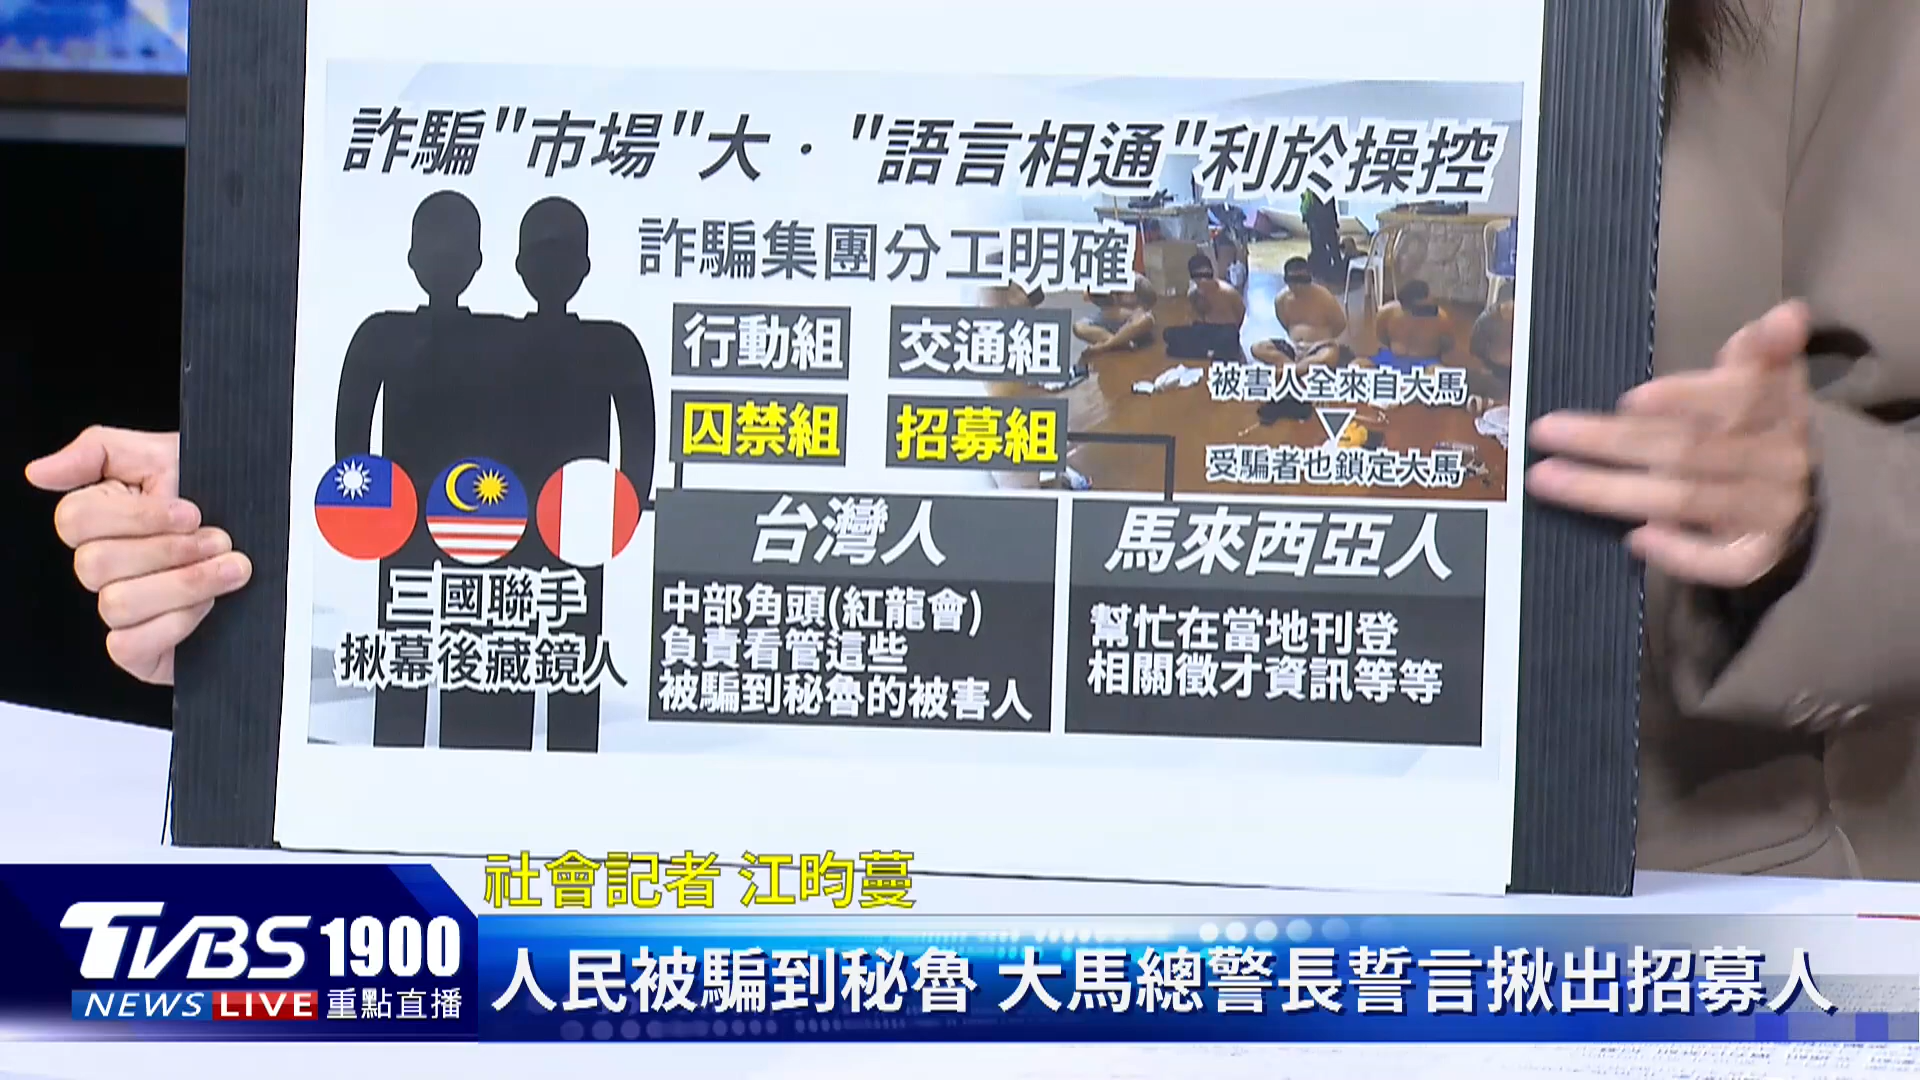 詐騙"市場"大·"語言相通"利於操控
詐騙集團分工明確
行動組
交通組
囚禁組
招募組
被害人全來自大馬
受騙者也鎖定大馬
三國聯手
揪幕後藏鏡人
台灣人
中部角頭(紅龍會)
負責看管這些
被騙到秘魯的被害人
馬來西亞人
幫忙在當地刊登
相關徵才資訊等等
社會記者 江昀蔓
TVBS 1900
NEWS LIVE 重點直播
人民被騙到秘魯 大馬總警長誓言揪出招募人